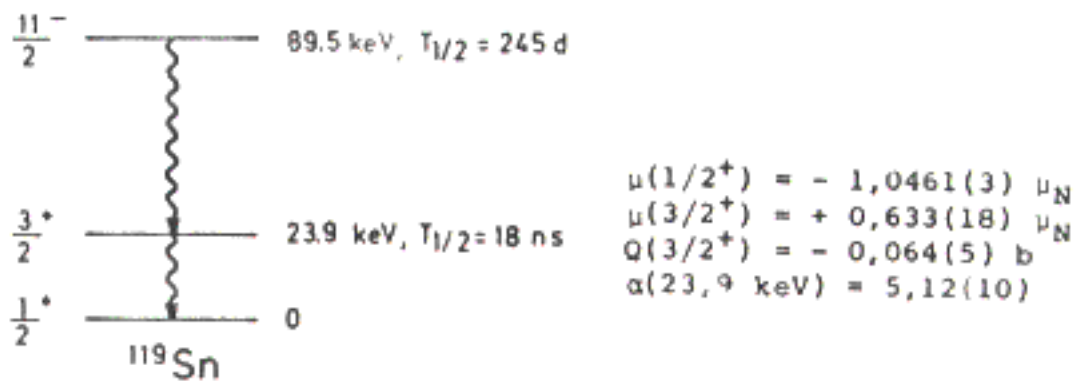 11/2⁻ 89.5 keV, T1/2 = 245 d
3/2⁺ 23.9 keV, T1/2 = 18 ns
1/2⁺ 0
¹¹⁹Sn
μ(1/2⁺) = - 1,0461(3) μN
μ(3/2⁺) = + 0,633(18) μN
Q(3/2⁺) = - 0,064(5) b
α(23,9 keV) = 5,12(10)